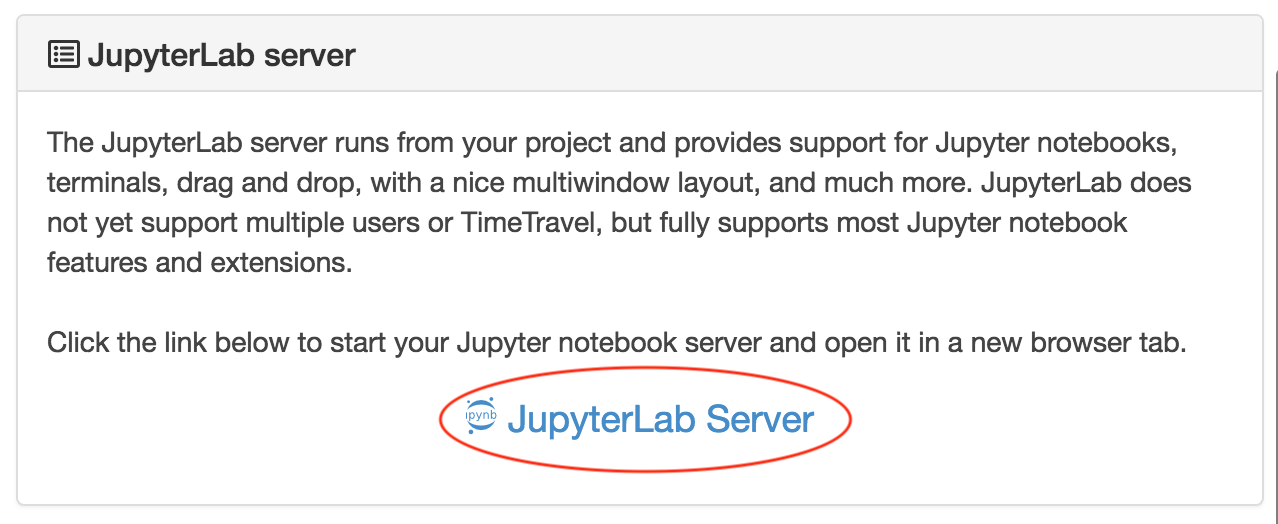 JupyterLab server
The JupyterLab server runs from your project and provides support for Jupyter notebooks,
terminals, drag and drop, with a nice multiwindow layout, and much more. JupyterLab does
not yet support multiple users or TimeTravel, but fully supports most Jupyter notebook
features and extensions.
Click the link below to start your Jupyter notebook server and open it in a new browser tab.
ipynb JupyterLab Server